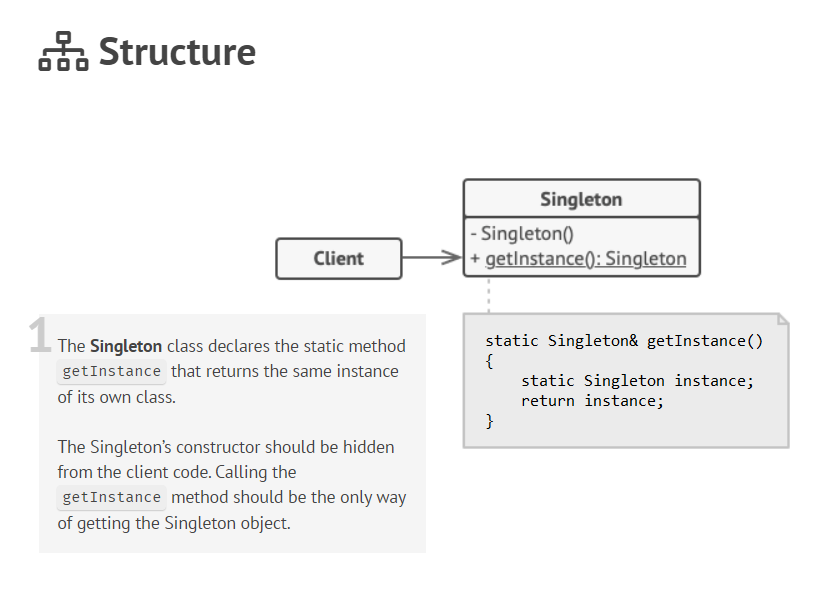 Structure
Client
Singleton
- Singleton()
+ getInstance(): Singleton
1
The Singleton class declares the static method
getInstance that returns the same instance
of its own class.
The Singleton’s constructor should be hidden
from the client code. Calling the
getInstance method should be the only way
of getting the Singleton object.
static Singleton& getInstance()
{
    static Singleton instance;
    return instance;
}